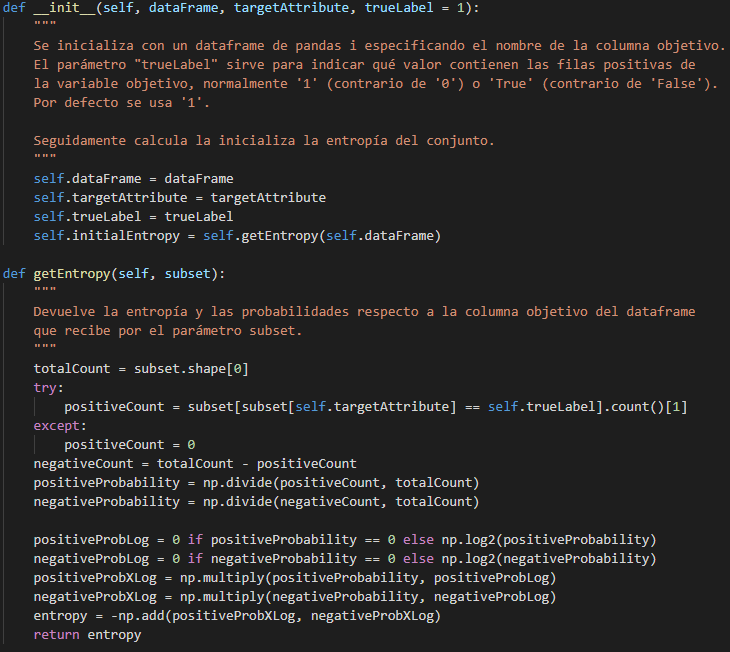 def __init__(self, dataFrame, targetAttribute, trueLabel = 1):
    """
    Se inicializa con un dataframe de pandas i especificando el nombre de la columna objetivo.
    El parámetro "trueLabel" sirve para indicar qué valor contienen las filas positivas de
    la variable objetivo, normalmente '1' (contrario de '0') o 'True' (contrario de 'False').
    Por defecto se usa '1'.

    Seguidamente calcula la inicializa la entropía del conjunto.
    """
    self.dataFrame = dataFrame
    self.targetAttribute = targetAttribute
    self.trueLabel = trueLabel
    self.initialEntropy = self.getEntropy(self.dataFrame)

def getEntropy(self, subset):
    """
    Devuelve la entropía y las probabilidades respecto a la columna objetivo del dataframe
    que recibe por el parámetro subset.
    """
    totalCount = subset.shape[0]
    try:
        positiveCount = subset[subset[self.targetAttribute] == self.trueLabel].count()[1]
    except:
        positiveCount = 0
    negativeCount = totalCount - positiveCount
    positiveProbability = np.divide(positiveCount, totalCount)
    negativeProbability = np.divide(negativeCount, totalCount)

    positiveProbLog = 0 if positiveProbability == 0 else np.log2(positiveProbability)
    negativeProbLog = 0 if negativeProbability == 0 else np.log2(negativeProbability)
    positiveProbXLog = np.multiply(positiveProbability, positiveProbLog)
    negativeProbXLog = np.multiply(negativeProbability, negativeProbLog)
    entropy = -np.add(positiveProbXLog, negativeProbXLog)
    return entropy